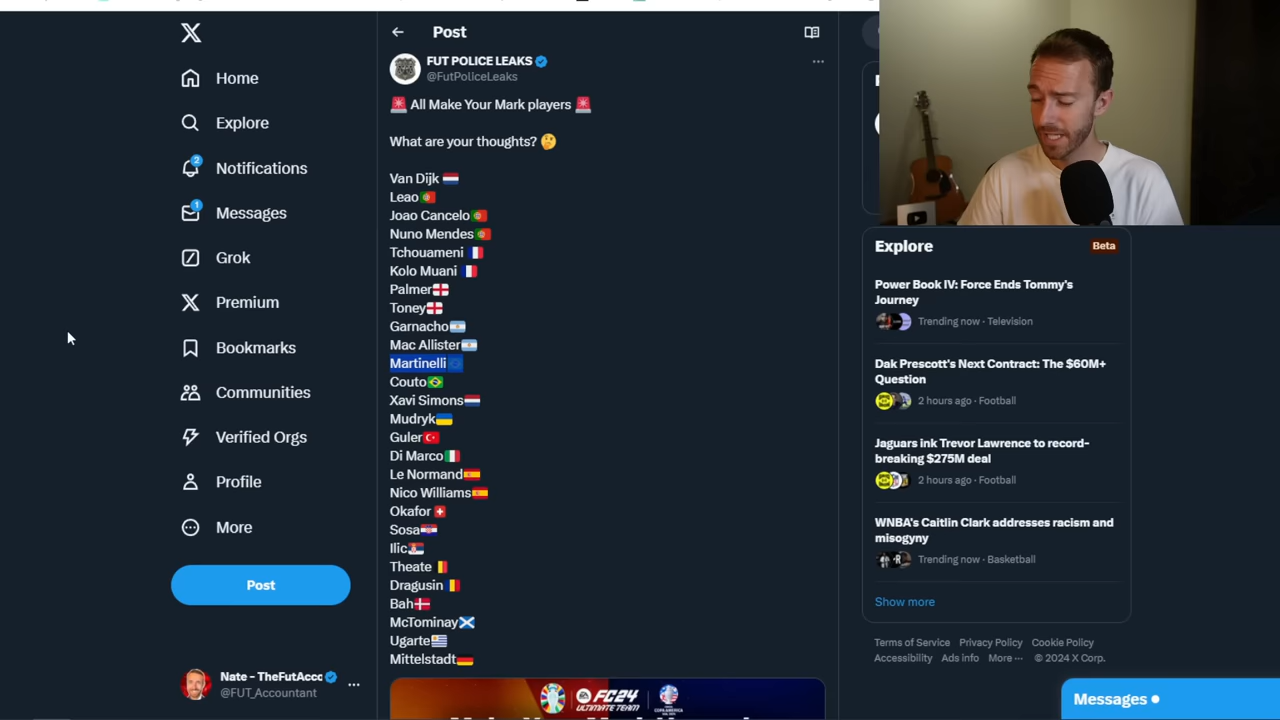 Home
Explore
2
Notifications
1
Messages
Grok
Premium
Bookmarks
Communities
Verified Orgs
Profile
More
Post
Nate - TheFutAcc
@FUT_Accountant
Post
FUT POLICE LEAKS
@FutPoliceLeaks
🚨 All Make Your Mark players 🚨
What are your thoughts? 🤔
Van Dijk 🇳🇱
Leao🇵🇹
Joao Cancelo🇵🇹
Nuno Mendes🇵🇹
Tchouameni 🇫🇷
Kolo Muani 🇫🇷
Palmer🏴󠁧󠁢󠁥󠁮󠁧󠁿
Toney🏴󠁧󠁢󠁥󠁮󠁧󠁿
Garnacho🇦🇷
Mac Allister🇦🇷
Martinelli🇧🇷
Couto🇧🇷
Xavi Simons🇳🇱
Mudryk🇺🇦
Guler🇹🇷
Di Marco🇮🇹
Le Normand🇪🇸
Nico Williams🇪🇸
Okafor 🇨🇭
Sosa🇭🇷
Ilic🇷🇸
Theate 🇧🇪
Dragusin🇷🇴
Bah🇩🇰
McTominay🏴󠁧󠁢󠁳󠁣󠁴󠁿
Ugarte🇺🇾
Mittelstadt🇩🇪
EA FC24
ULTIMATE TEAM
Explore
Beta
Power Book IV: Force Ends Tommy's
Journey
Trending now · Television
Dak Prescott's Next Contract: The $60M+
Question
2 hours ago · Football
Jaguars ink Trevor Lawrence to record-
breaking $275M deal
2 hours ago · Football
WNBA's Caitlin Clark addresses racism and
misogyny
Trending now · Basketball
Show more
Terms of Service Privacy Policy Cookie Policy
Accessibility Ads info More ··· © 2024 X Corp.
Messages